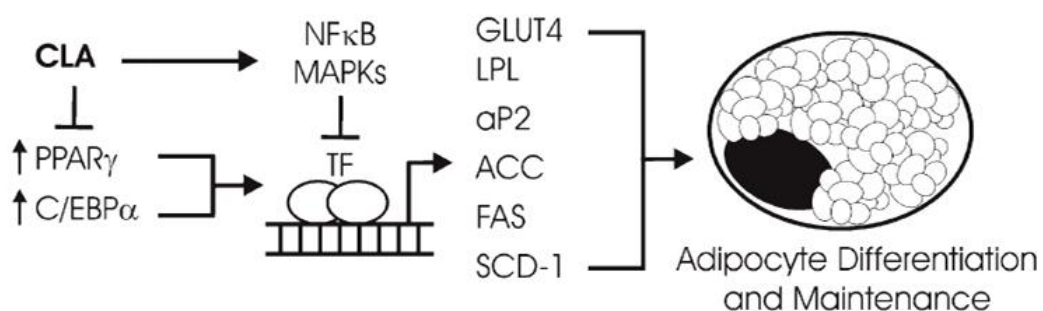 CLA
NFκB
MAPKs
PPARγ
C/EBPα
TF
GLUT4
LPL
aP2
ACC
FAS
SCD-1
Adipocyte Differentiation
and Maintenance